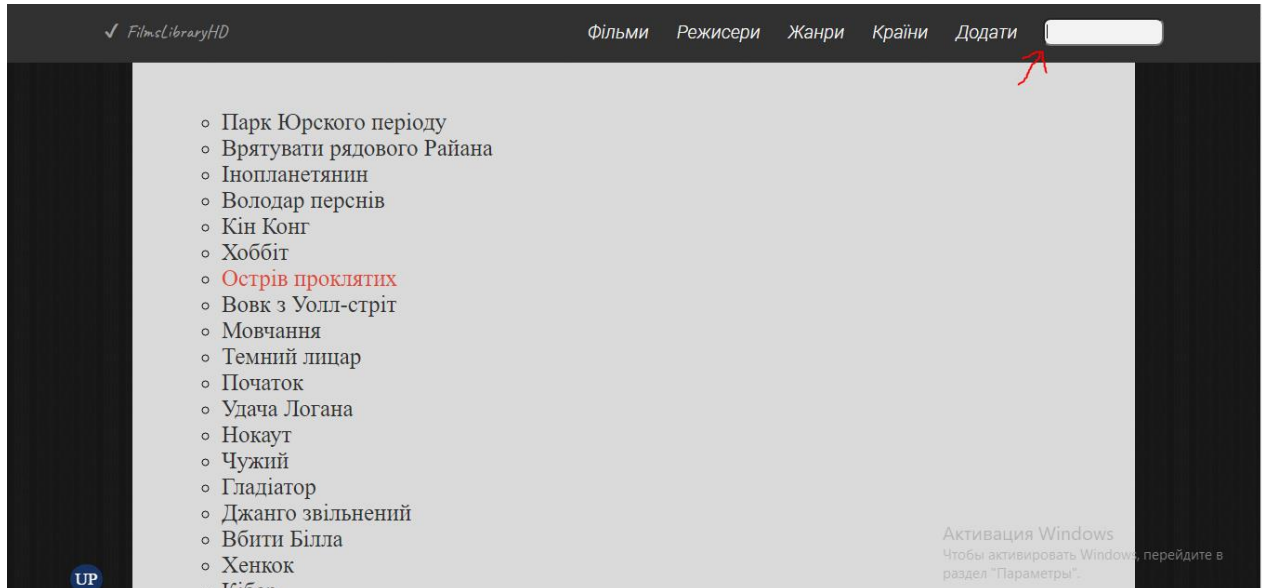 ✓ FilmsLibraryHD Фільми Режисери Жанри Країни Додати
Парк Юрского періоду
Врятувати рядового Райана
Інопланетянин
Володар перснів
Кін Конг
Хоббіт
Острів проклятих
Вовк з Уолл-стріт
Мовчання
Темний лицар
Початок
Удача Логана
Нокаут
Чужий
Гладіатор
Джанго звільнений
Вбити Білла
Хенкок
Активация Windows
Чтобы активировать Windows, перейдите в
раздел "Параметры".
UP